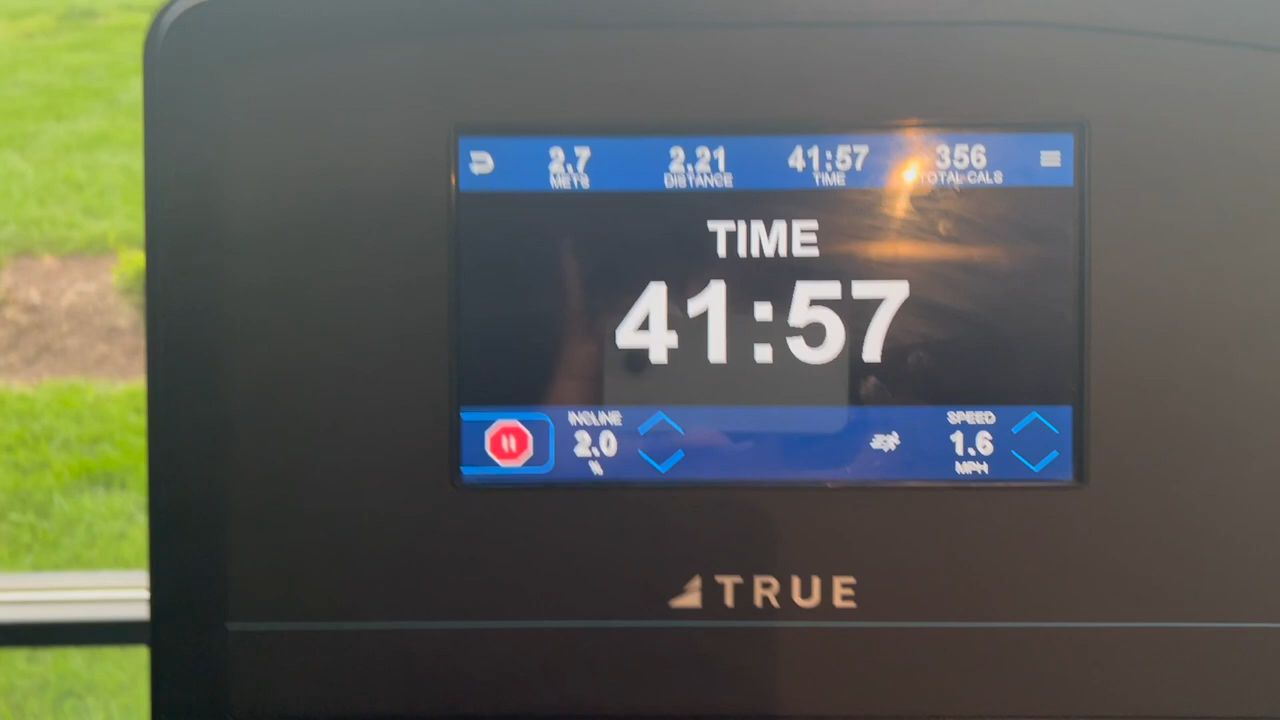 2.7 2.21 41:57 356
METS DISTANCE TIME TOTAL CALS
TIME
41:57
INCLINE SPEED
2.0 1.6
% MPH
TRUE